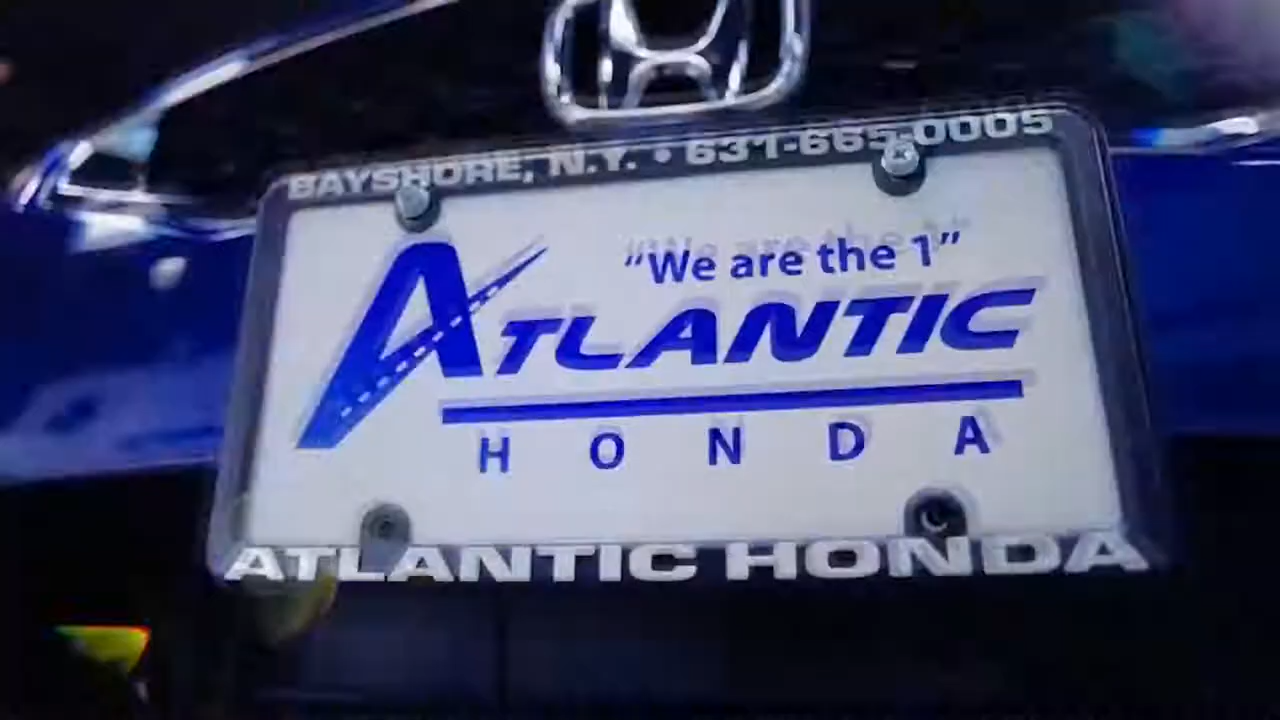 BAYSHORE, N.Y. • 631-665-0005
“We are the 1”
ATLANTIC
HONDA
ATLANTIC HONDA